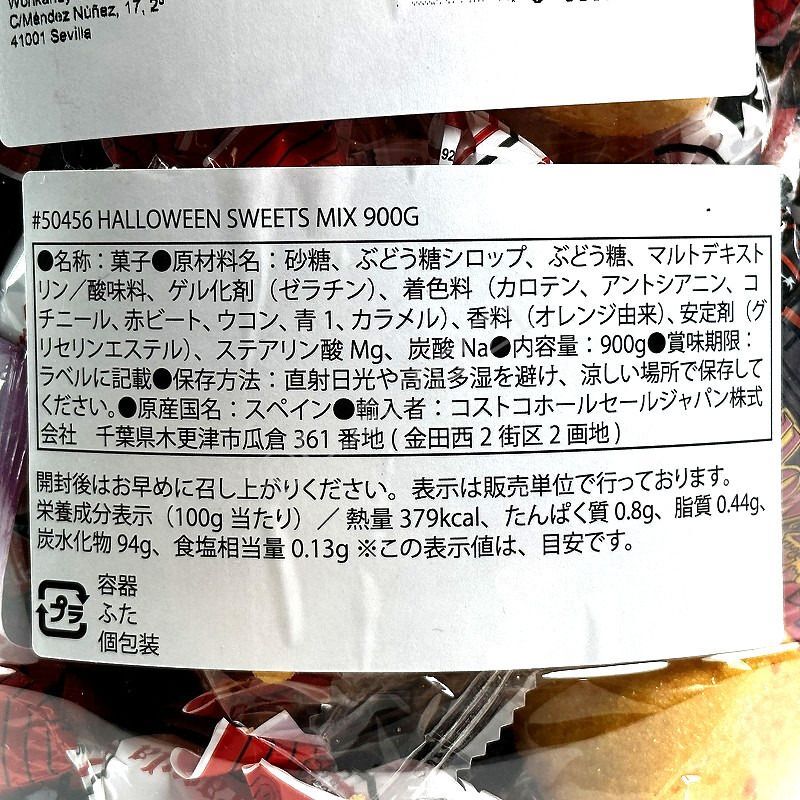 C/Méndez Núñez, 17, 2º
41001 Sevilla
92
#50456 HALLOWEEN SWEETS MIX 900G
●名称：菓子●原材料名：砂糖、ぶどう糖シロップ、ぶどう糖、マルトデキスト
リン／酸味料、ゲル化剤（ゼラチン）、着色料（カロテン、アントシアニン、コ
チニール、赤ビート、ウコン、青1、カラメル）、香料（オレンジ由来）、安定剤（グ
リセリンエステル）、ステアリン酸 Mg、炭酸 Na●内容量：900g●賞味期限：
ラベルに記載●保存方法：直射日光や高温多湿を避け、涼しい場所で保存して
ください。●原産国名：スペイン●輸入者：コストコホールセールジャパン株式
会社　千葉県木更津市瓜倉 361 番地 ( 金田西 2 街区 2 画地 )
開封後はお早めに召し上がりください。表示は販売単位で行っております。
栄養成分表示（100g 当たり）／ 熱量 379kcal、たんぱく質 0.8g、脂質 0.44g、
炭水化物 94g、食塩相当量 0.13g ※この表示値は、目安です。
プラ
容器
ふた
個包装